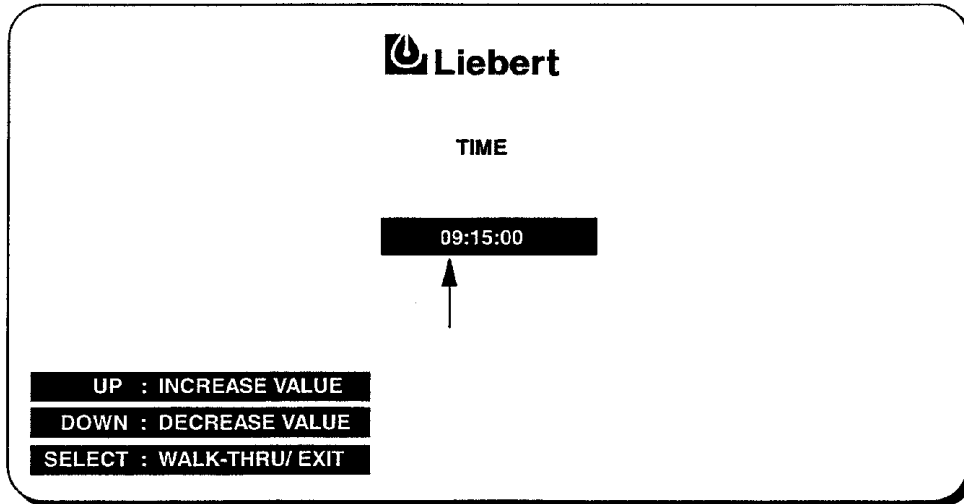 Liebert
TIME
09:15:00
UP : INCREASE VALUE
DOWN : DECREASE VALUE
SELECT : WALK-THRU/ EXIT